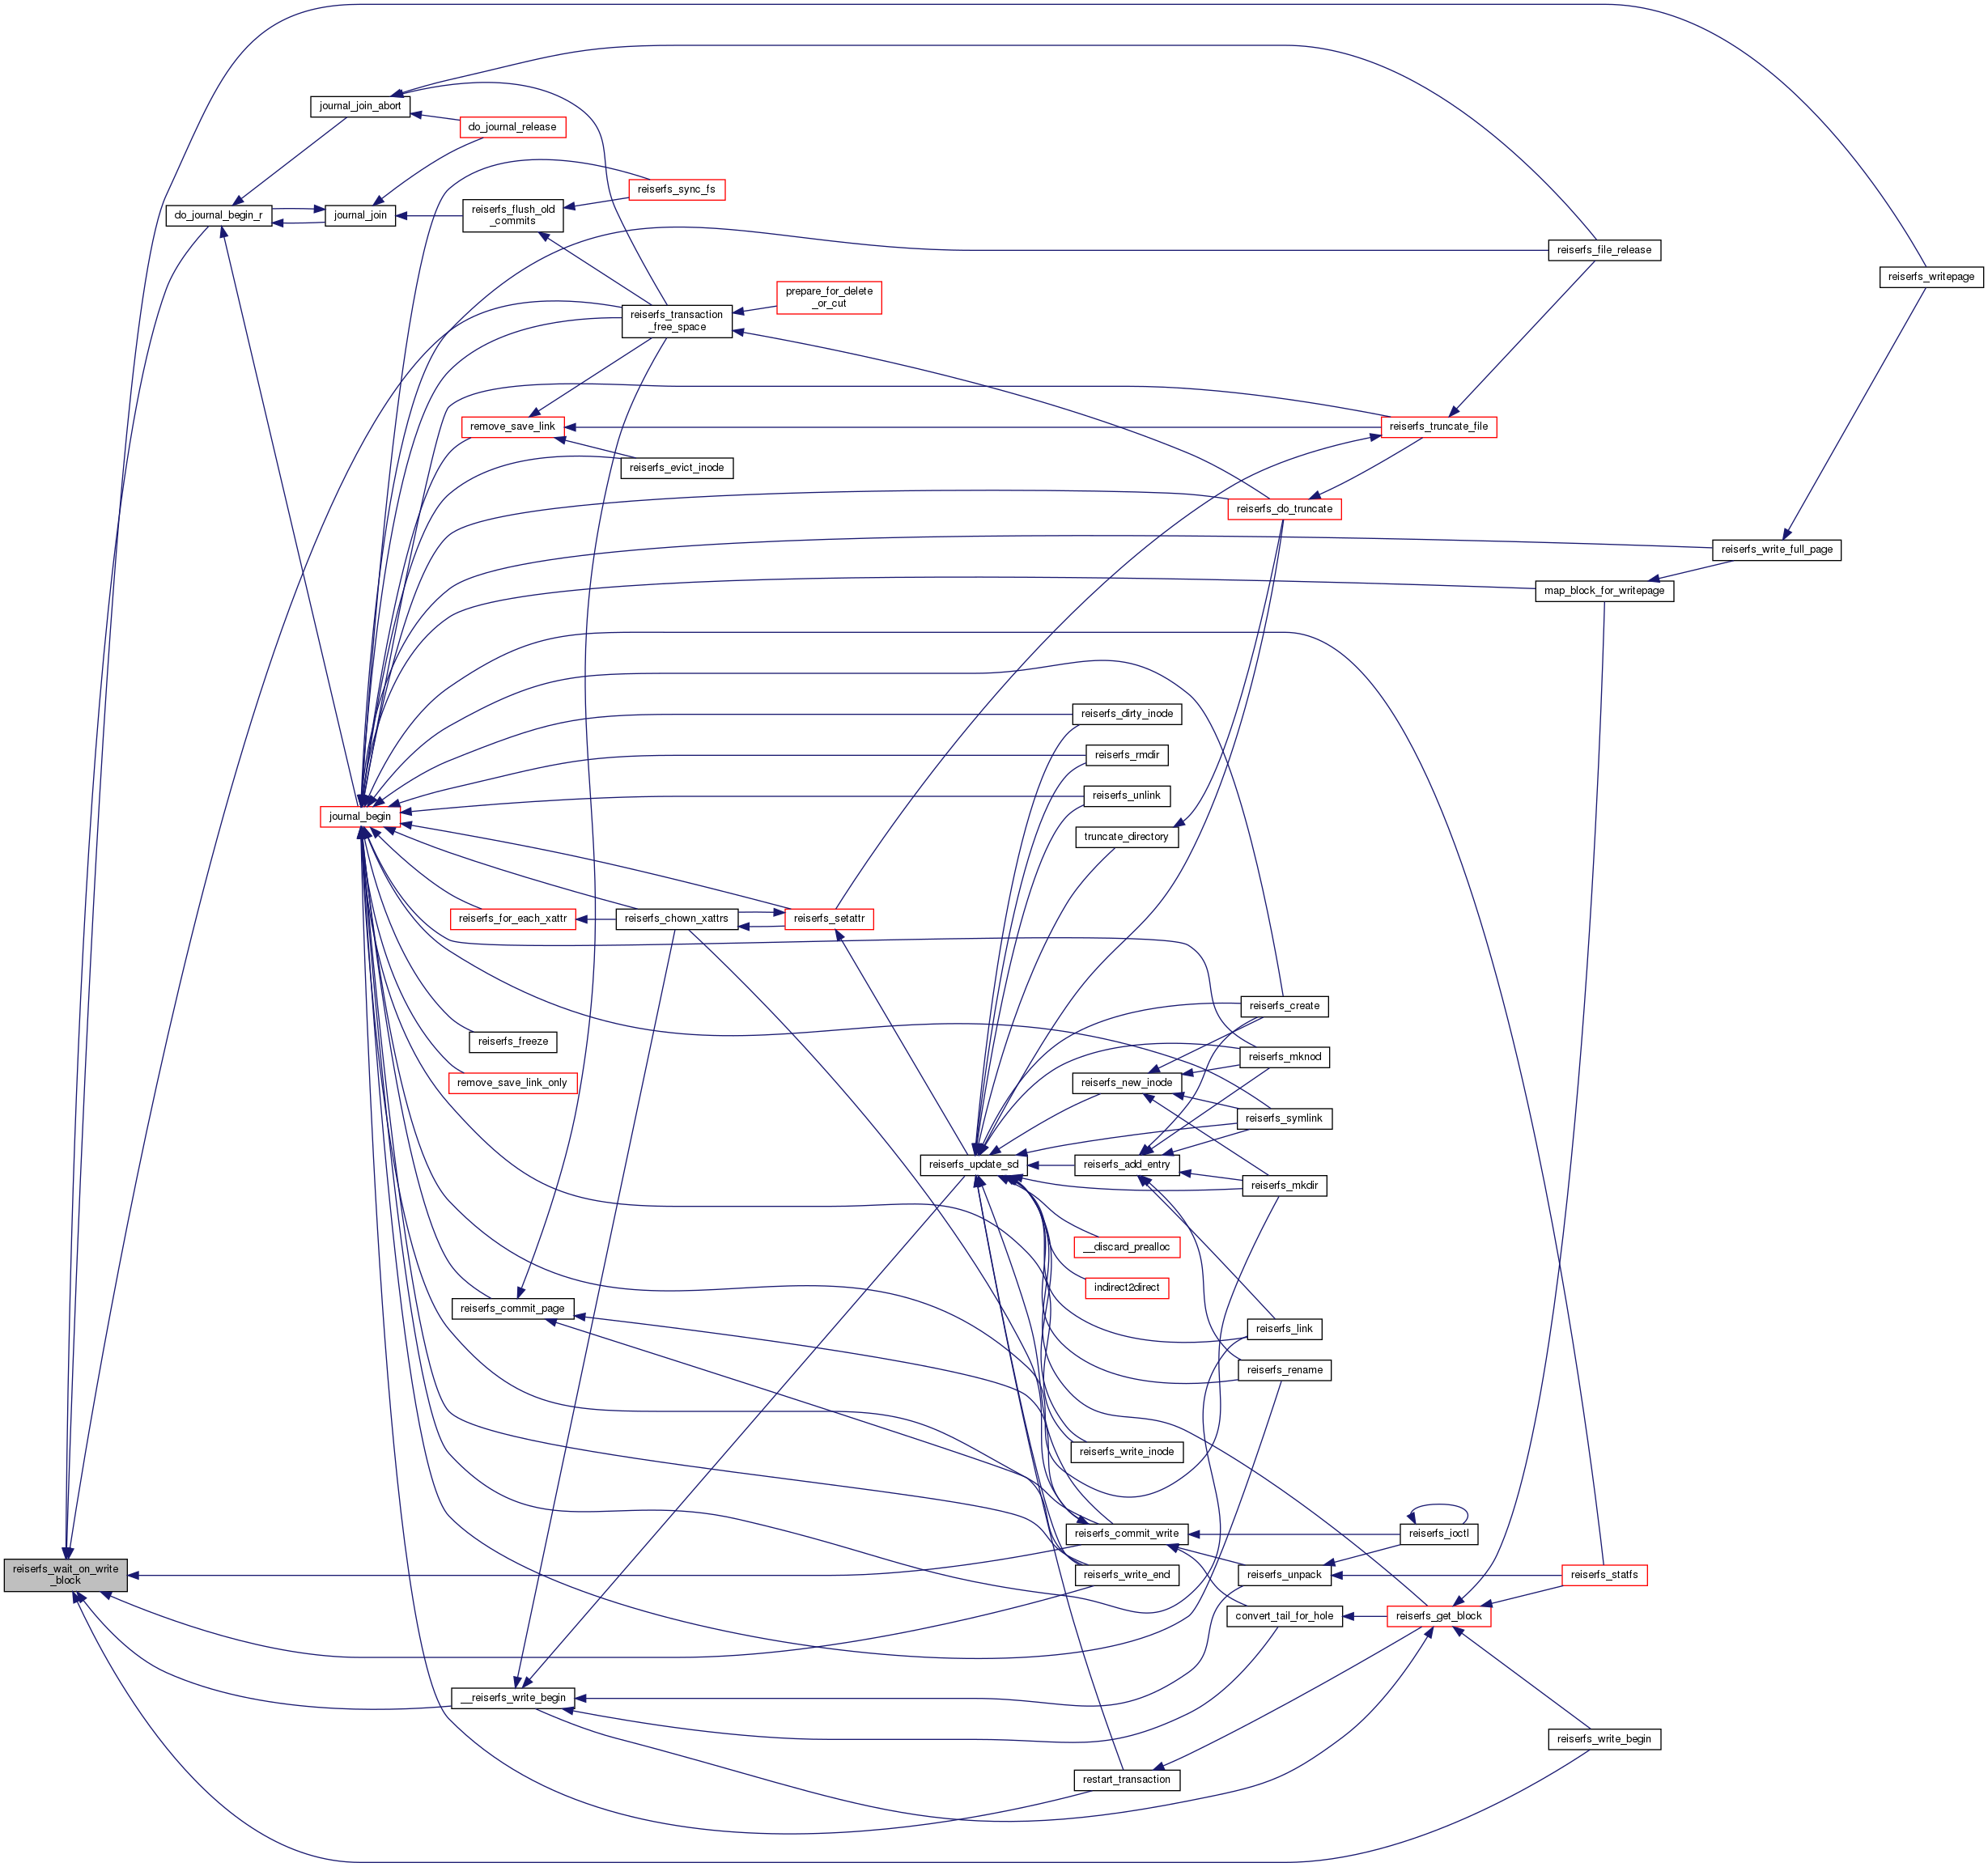 journal_join_abort
do_journal_release
reiserfs_sync_fs
do_journal_begin_r
journal_join
reiserfs_flush_old
_commits
reiserfs_file_release
reiserfs_writepage
prepare_for_delete
_or_cut
reiserfs_transaction
_free_space
remove_save_link
reiserfs_truncate_file
reiserfs_evict_inode
reiserfs_do_truncate
reiserfs_write_full_page
map_block_for_writepage
reiserfs_dirty_inode
reiserfs_rmdir
reiserfs_unlink
journal_begin
truncate_directory
reiserfs_for_each_xattr
reiserfs_chown_xattrs
reiserfs_setattr
reiserfs_create
reiserfs_freeze
reiserfs_mknod
remove_save_link_only
reiserfs_new_inode
reiserfs_symlink
reiserfs_update_sd
reiserfs_add_entry
reiserfs_mkdir
__discard_prealloc
indirect2direct
reiserfs_commit_page
reiserfs_link
reiserfs_rename
reiserfs_write_inode
reiserfs_commit_write
reiserfs_ioctl
reiserfs_wait_on_write
_block
reiserfs_write_end
reiserfs_unpack
reiserfs_statfs
convert_tail_for_hole
reiserfs_get_block
__reiserfs_write_begin
reiserfs_write_begin
restart_transaction